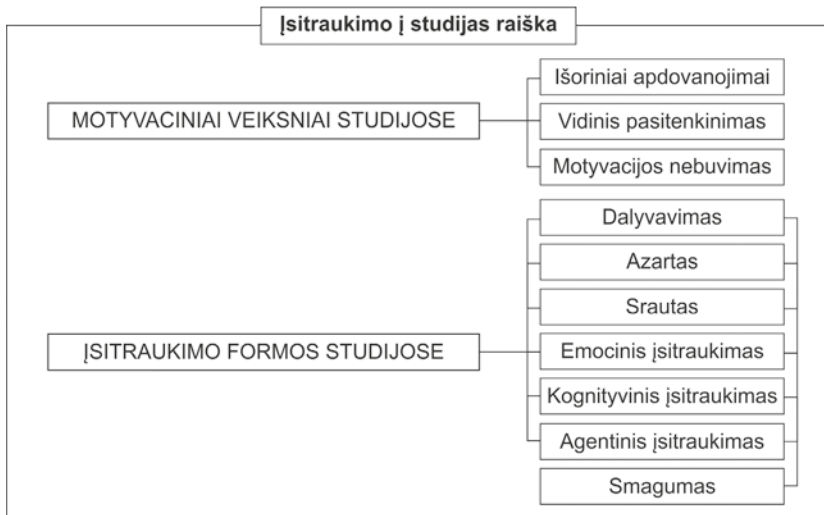 Įsitraukimo į studijas raiška
MOTYVACINIAI VEIKSNIAI STUDIJOSE
Išoriniai apdovanojimai
Vidinis pasitenkinimas
Motyvacijos nebuvimas
ĮSITRAUKIMO FORMOS STUDIJOSE
Dalyvavimas
Azartas
Srautas
Emocinis įsitraukimas
Kognityvinis įsitraukimas
Agentinis įsitraukimas
Smagumas